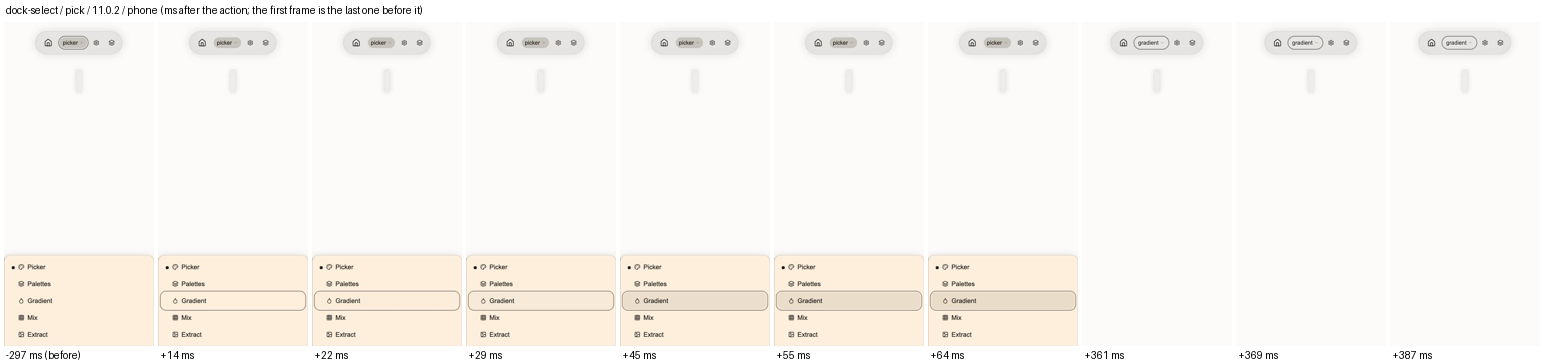 dock-select / pick / 11.0.2 / phone (ms after the action; the first frame is the last one before it)
picker
picker
picker
picker
picker
picker
picker
gradient
gradient
gradient
Picker
Palettes
Gradient
Mix
Extract
Picker
Palettes
Gradient
Mix
Extract
Picker
Palettes
Gradient
Mix
Extract
Picker
Palettes
Gradient
Mix
Extract
Picker
Palettes
Gradient
Mix
Extract
Picker
Palettes
Gradient
Mix
Extract
Picker
Palettes
Gradient
Mix
Extract
-297 ms (before)
+14 ms
+22 ms
+29 ms
+45 ms
+55 ms
+64 ms
+361 ms
+369 ms
+387 ms